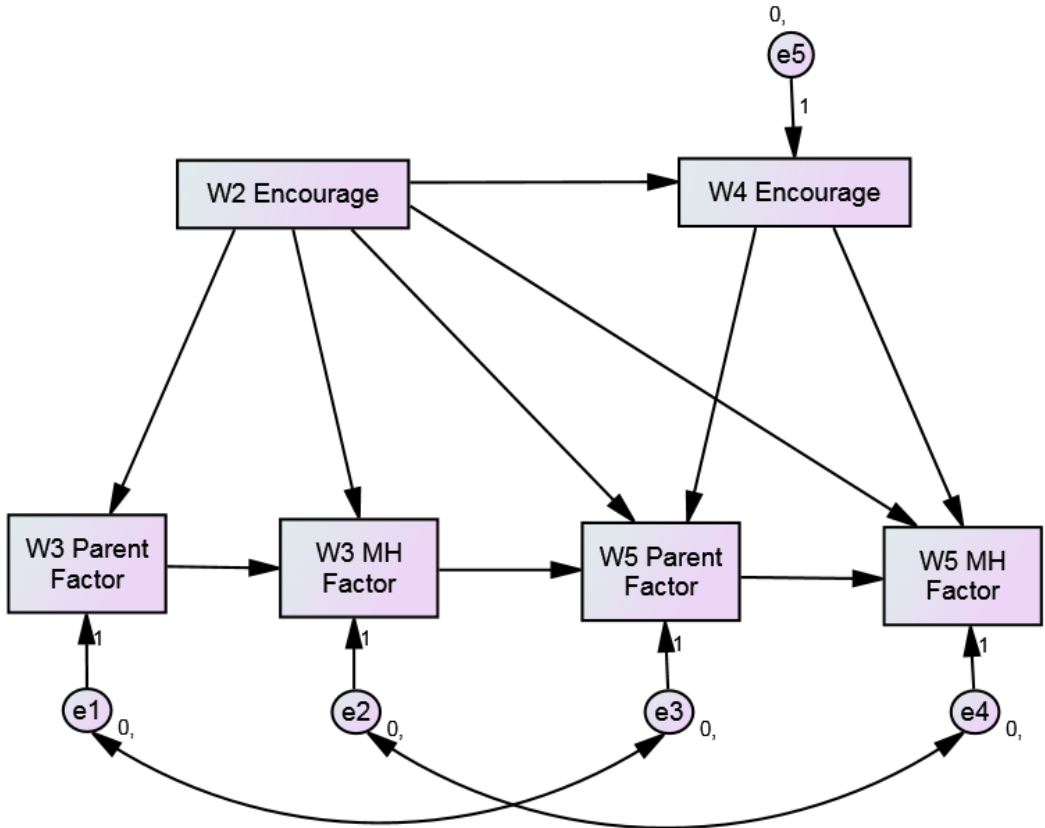 0,
e5
1
W2 Encourage
W4 Encourage
W3 Parent
Factor
W3 MH
Factor
W5 Parent
Factor
W5 MH
Factor
1
1
1
1
e1
0,
e2
0,
e3
0,
e4
0,